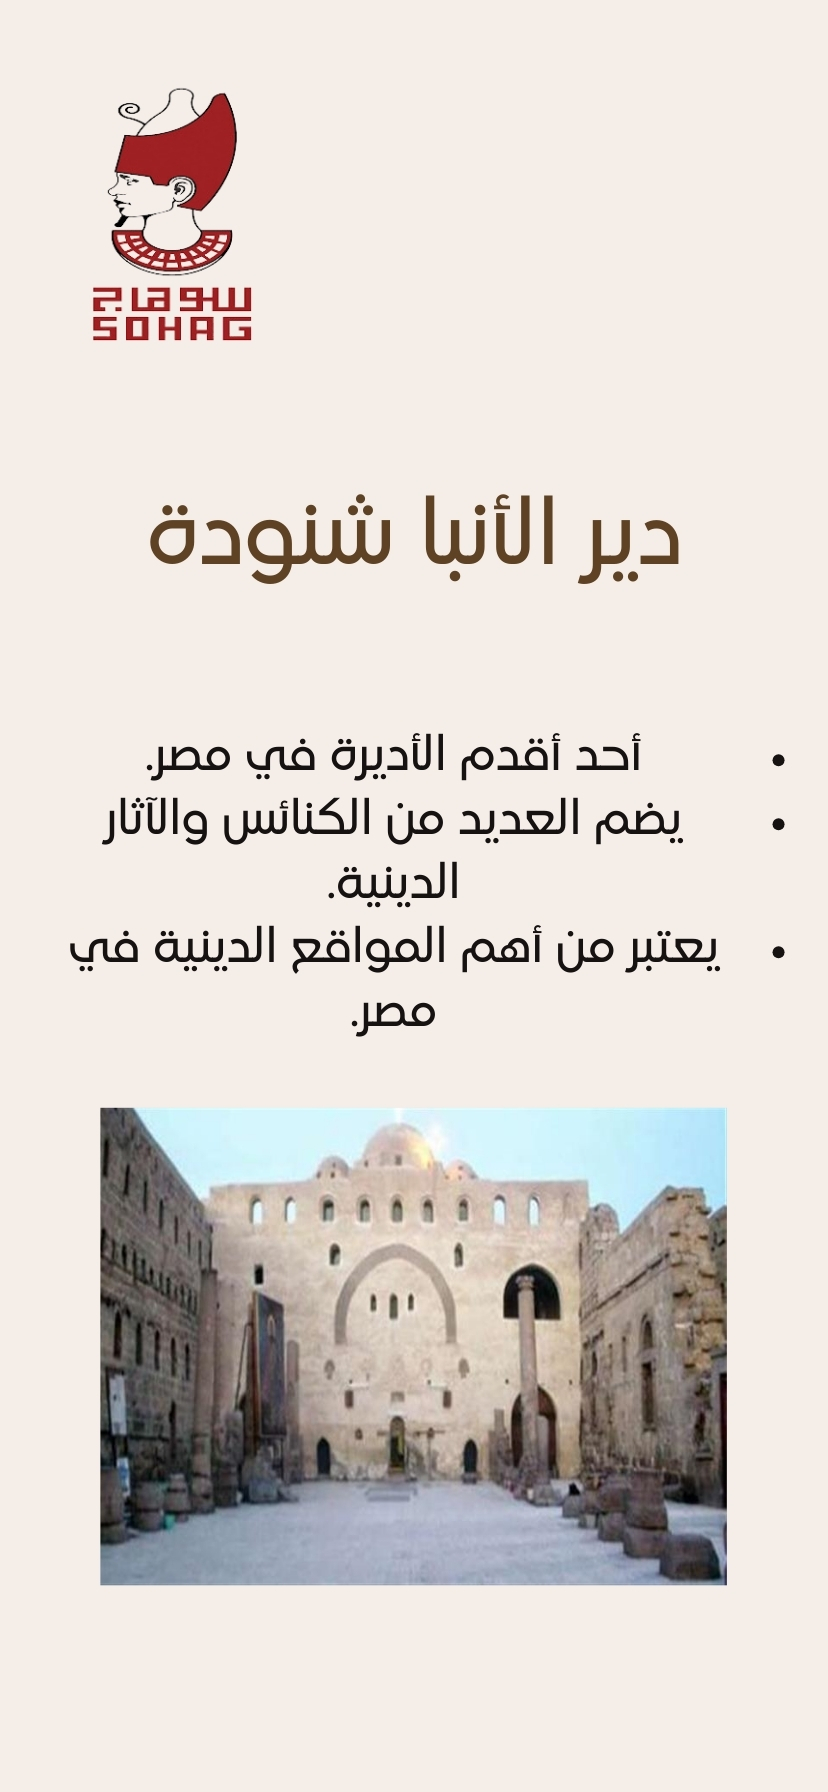 سوهاج
SOHAG
دير الأنبا شنودة
• أحد أقدم الأديرة في مصر.
• يضم العديد من الكنائس والآثار
الدينية.
• يعتبر من أهم المواقع الدينية في
مصر.